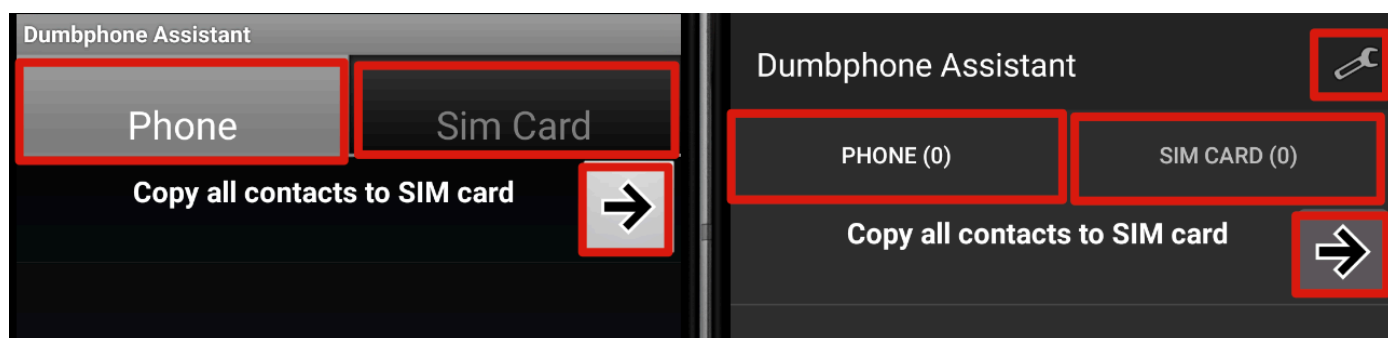 Dumbphone Assistant
Phone
Sim Card
Copy all contacts to SIM card
Dumbphone Assistant
PHONE (0)
SIM CARD (0)
Copy all contacts to SIM card